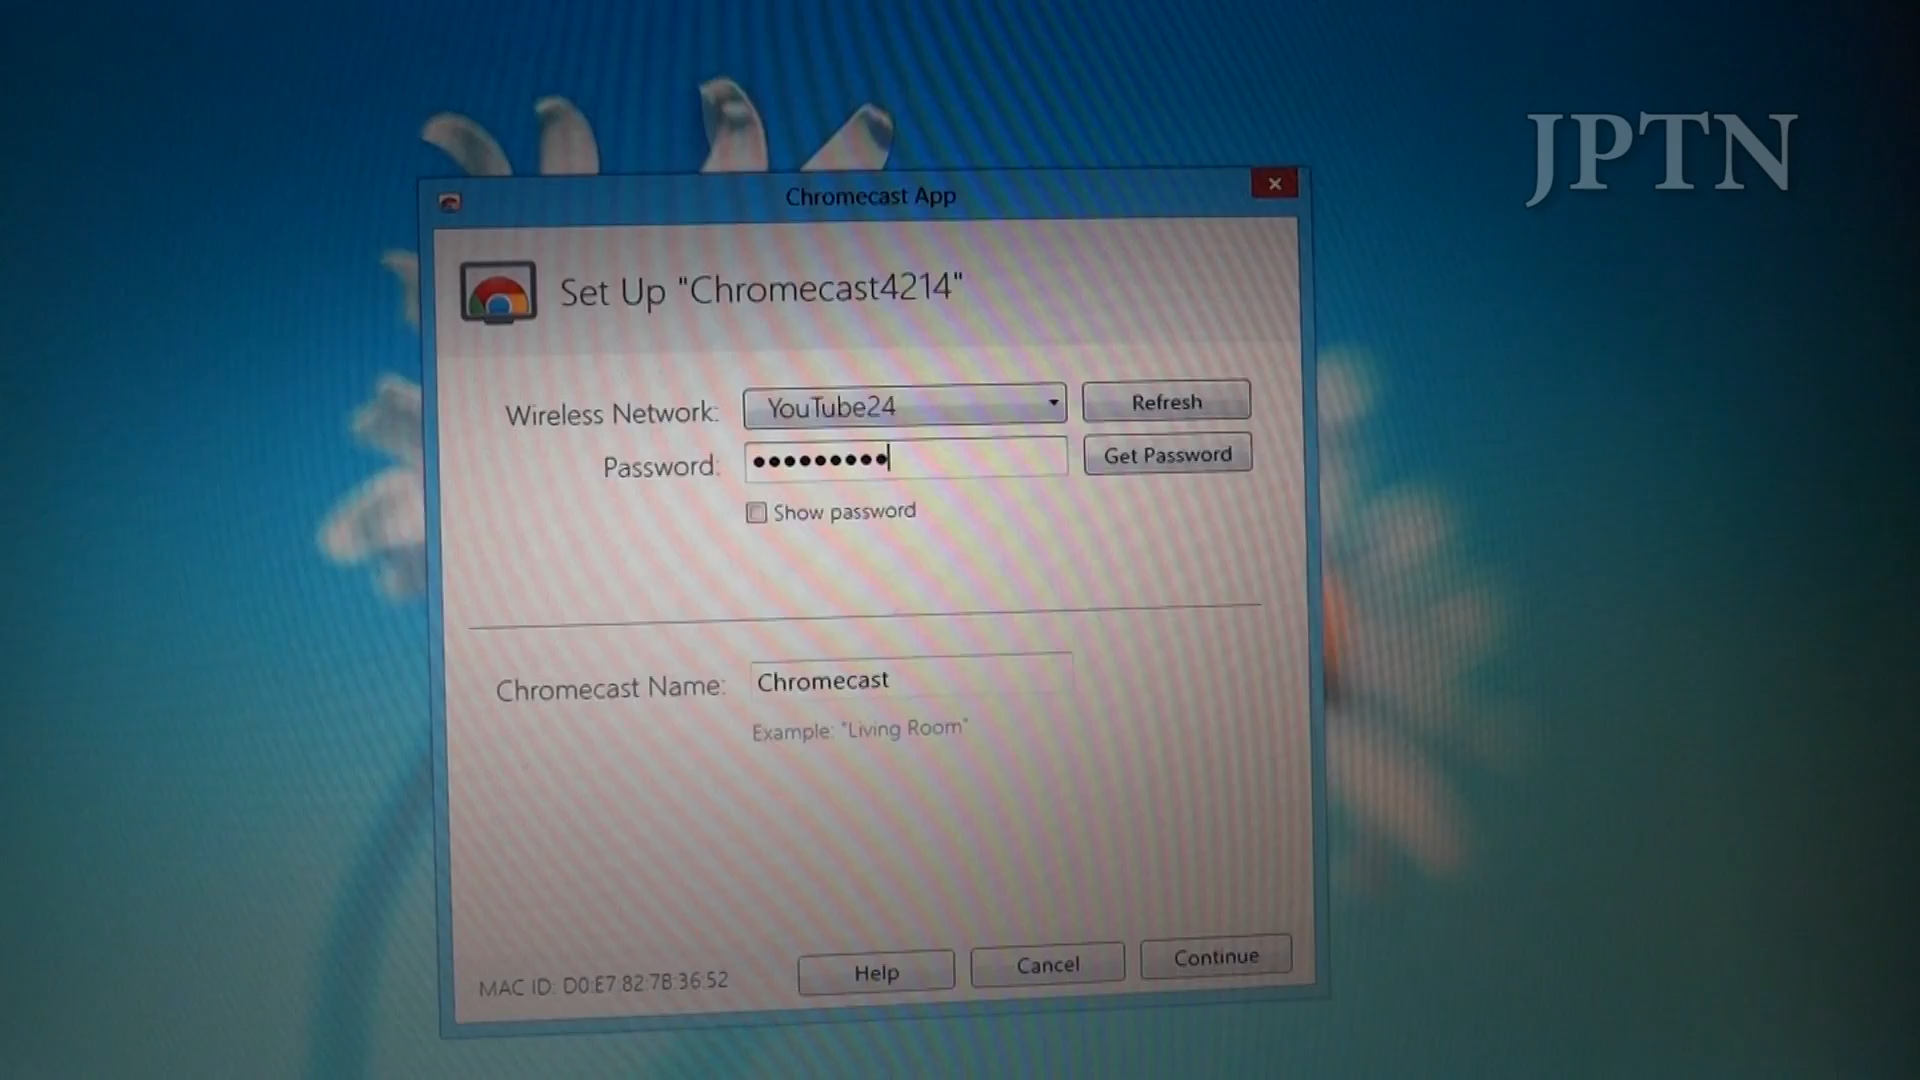 JPTN
Chromecast App
Set Up "Chromecast4214"
Wireless Network: YouTube24 Refresh
Password: ●●●●●●●●● Get Password
Show password
Chromecast Name: Chromecast
Example: "Living Room"
MAC ID: D0:E7:82:7B:36:52 Help Cancel Continue